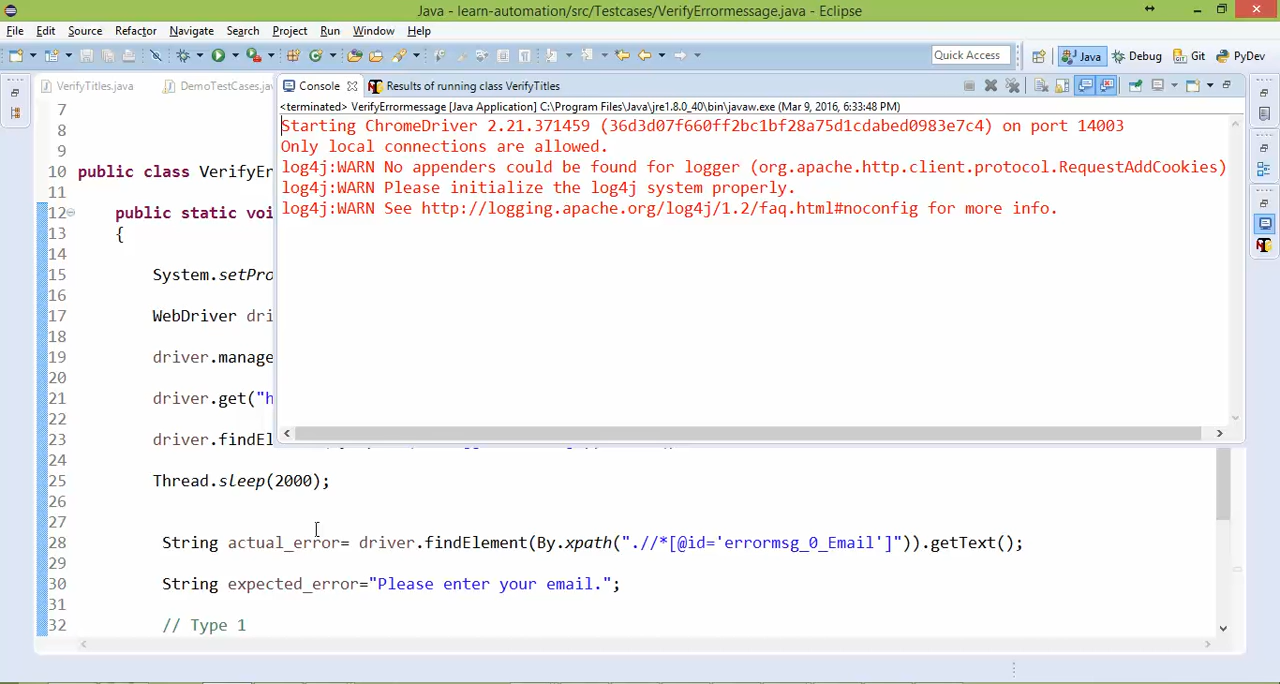 Java - learn-automation/src/Testcases/VerifyErrormessage.java - Eclipse
File Edit Source Refactor Navigate Search Project Run Window Help
Quick Access Java Debug Git PyDev
VerifyTitles.java DemoTestCases.jav Console Results of running class VerifyTitles
<terminated> VerifyErrormessage [Java Application] C:\Program Files\Java\jre1.8.0_40\bin\javaw.exe (Mar 9, 2016, 6:33:48 PM)
Starting ChromeDriver 2.21.371459 (36d3d07f660ff2bc1bf28a75d1cdabed0983e7c4) on port 14003
Only local connections are allowed.
log4j:WARN No appenders could be found for logger (org.apache.http.client.protocol.RequestAddCookies)
log4j:WARN Please initialize the log4j system properly.
log4j:WARN See http://logging.apache.org/log4j/1.2/faq.html#noconfig for more info.
7
8
9
10 public class VerifyEr
11
12 public static voi
13 {
14
15 System.setPro
16
17 WebDriver dri
18
19 driver.manage
20
21 driver.get("h
22
23 driver.findEl
24
25 Thread.sleep(2000);
26
27
28 String actual_error= driver.findElement(By.xpath(".//*[@id='errormsg_0_Email']")).getText();
29
30 String expected_error="Please enter your email.";
31
32 // Type 1